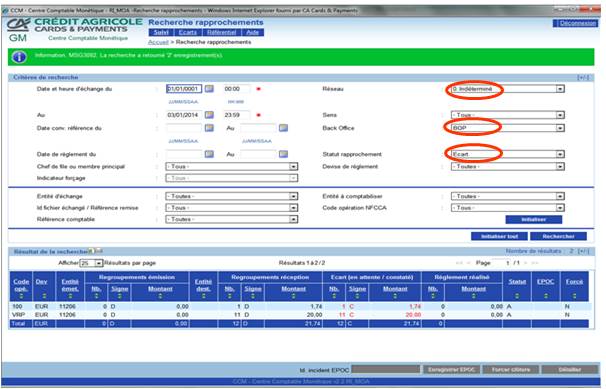 CCM - Centre Comptable Monétique - RI_MOA -Recherche rapprochements - Windows Internet Explorer fourni par CA Cards & Payments
CRÉDIT AGRICOLE
CARDS & PAYMENTS
GM Centre Comptable Monétique
Recherche rapprochements
Suivi | Ecarts | Référentiel | Aide
Déconnexion
Accueil > Recherche rapprochements
Information. MSG3082. La recherche a retourné '2' enregistrement(s).
Critères de recherche [+/-]
Date et heure d'échange du : 01/01/0001 00:00 * Réseau : 0. Indéterminé
JJ/MM/SSAA HH:MM
Au : 03/01/2014 23:59 * Sens : - Tous -
Date conv. référence du : Au Back Office : BOP
JJ/MM/SSAA JJ/MM/SSAA
Date de règlement du : Au Statut rapprochement : Ecart
Chef de file ou membre principal : - Tous - Devise de règlement : - Toutes -
Indicateur forçage : - Tous -
Entité d'échange : - Toutes - Entité à comptabiliser : - Toutes -
Id fichier échangé / Référence remise : - Tous - Code opération NFCCA : - Tous -
Référence comptable : - Toutes - Initialiser
Initialiser tout Rechercher
Résultat de la recherche Nombre de résultats : 2 [+/-]
Afficher 25 Résultats par page Résultats 1 à 2 / 2 << < Page 1 / 1 > >>
Code opé. Dev Entité émet. Regroupements émission Entité dest. Regroupements réception Ecart (en attente / constaté) Règlement réalisé Statut EPOC Forcé
Nb. Signe Montant Nb. Signe Montant Nb. Signe Montant Nb. Montant
100 EUR 11206 0 D 0,00 1 D 1,74 1 C 1,74 0 0,00 A N
VRP EUR 11206 0 D 0,00 11 D 20,00 11 C 20,00 0 0,00 A N
Total EUR 0 D 0,00 12 D 21,74 12 C 21,74 0
Id. incident EPOC Enregistrer EPOC Forcer clôture Détailler
CCM - Centre Comptable Monétique v2.2 RI_MOA